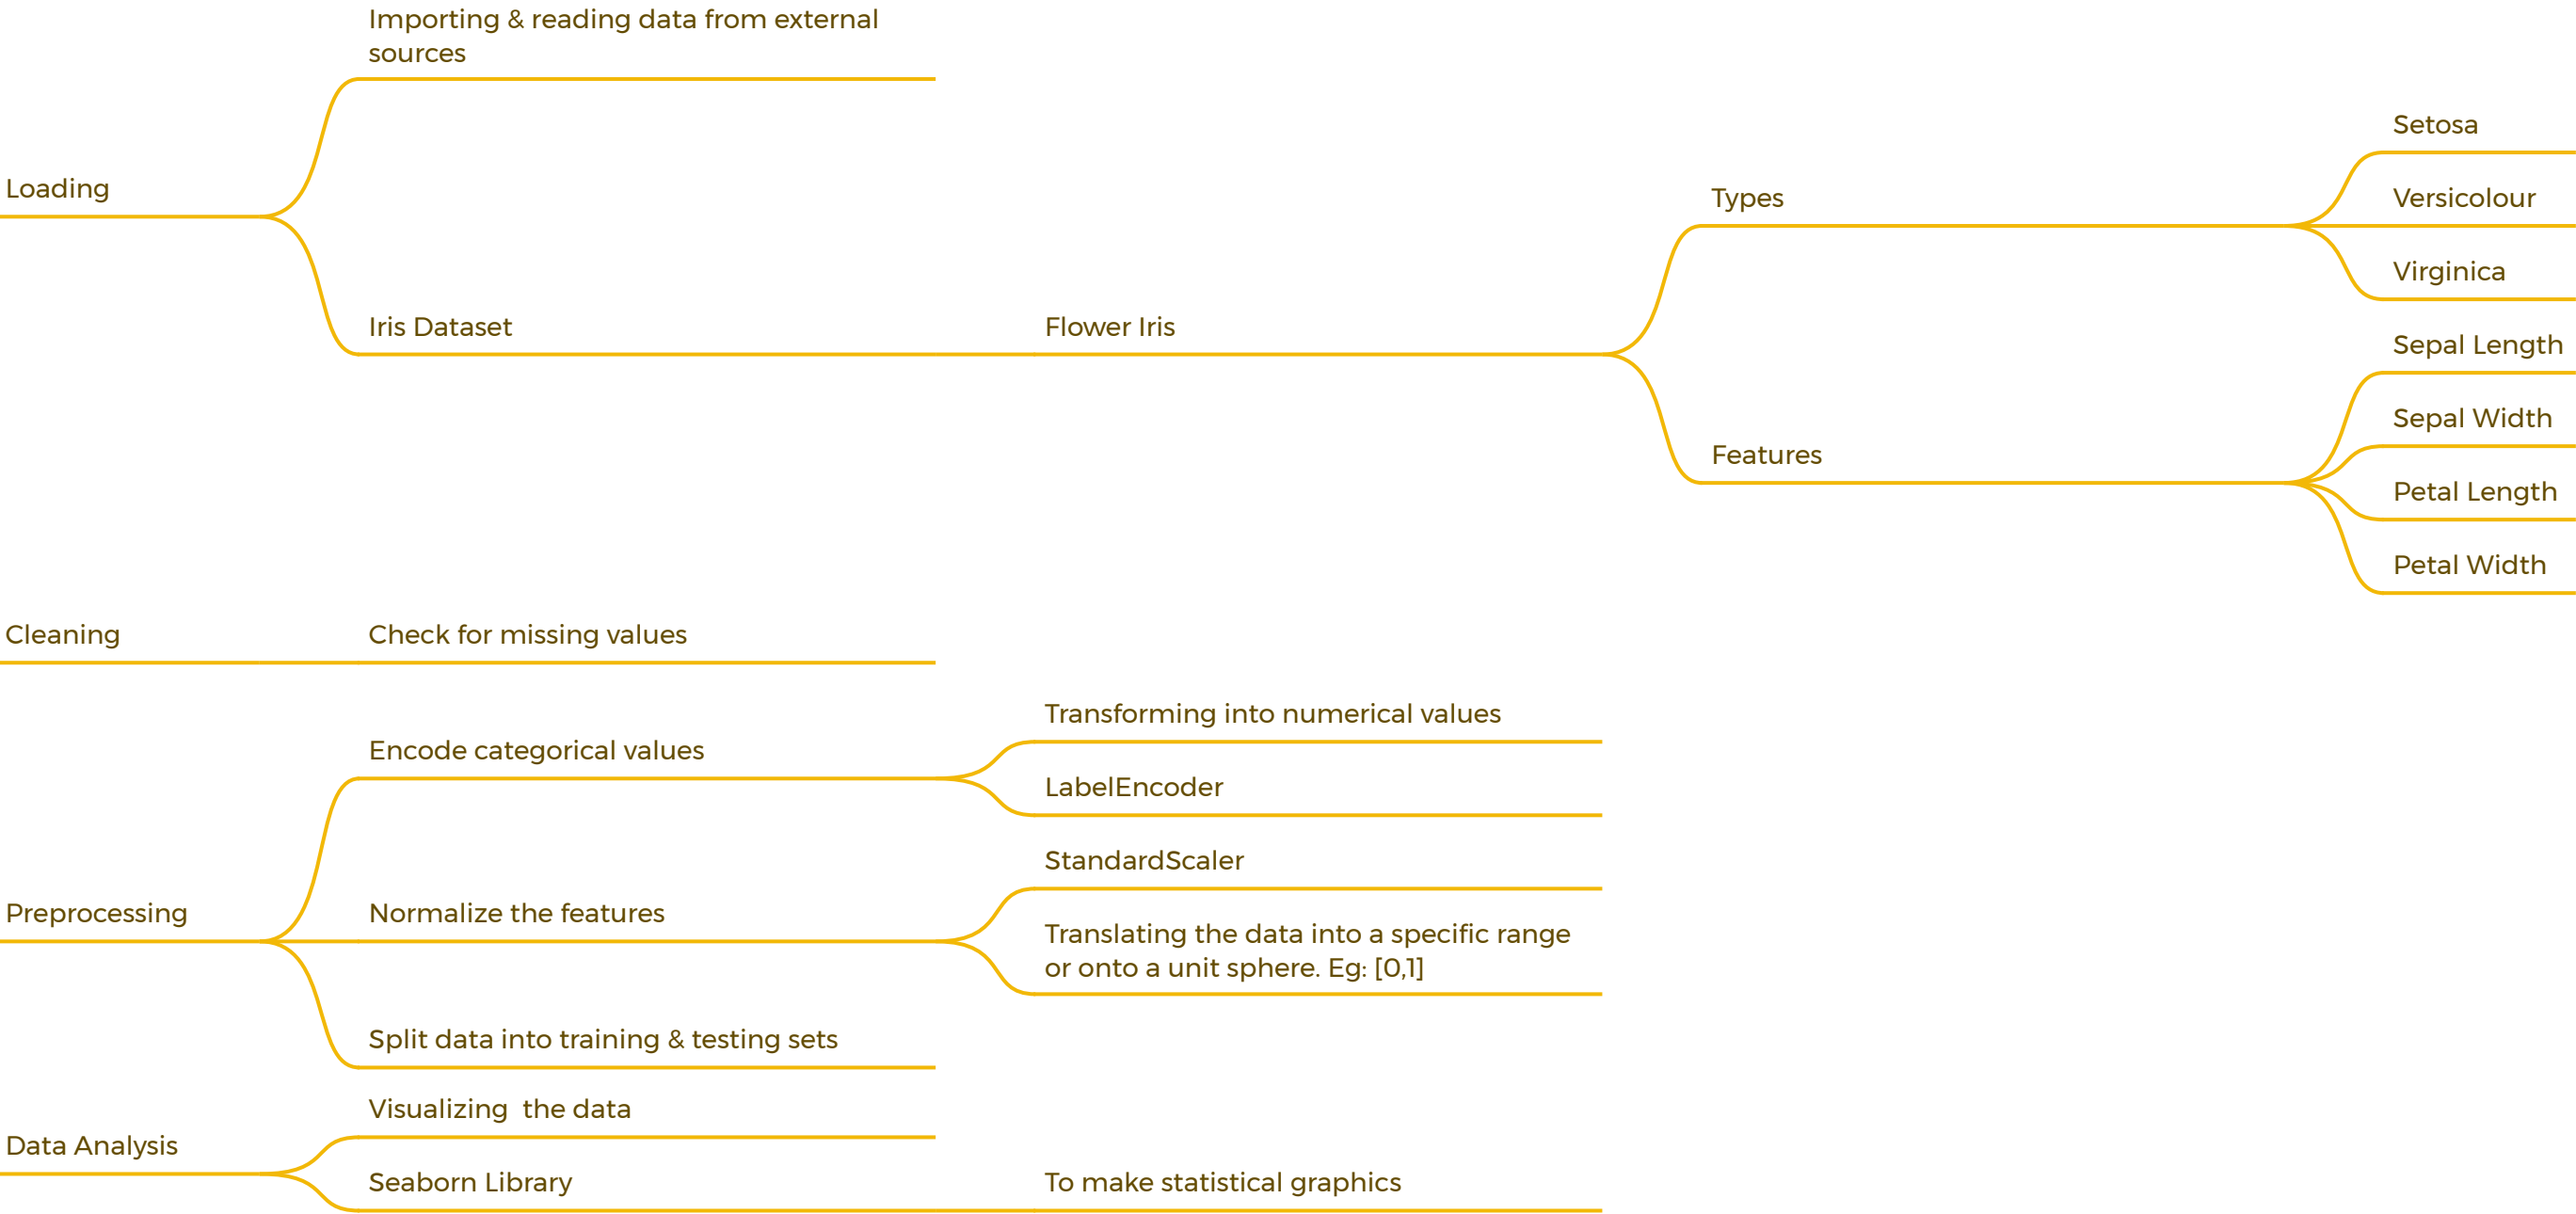 Importing & reading data from external
sources
Loading
Iris Dataset
Flower Iris
Types
Setosa
Versicolour
Virginica
Features
Sepal Length
Sepal Width
Petal Length
Petal Width
Cleaning
Check for missing values
Preprocessing
Encode categorical values
Transforming into numerical values
LabelEncoder
Normalize the features
StandardScaler
Translating the data into a specific range
or onto a unit sphere. Eg: [0,1]
Split data into training & testing sets
Data Analysis
Visualizing  the data
Seaborn Library
To make statistical graphics